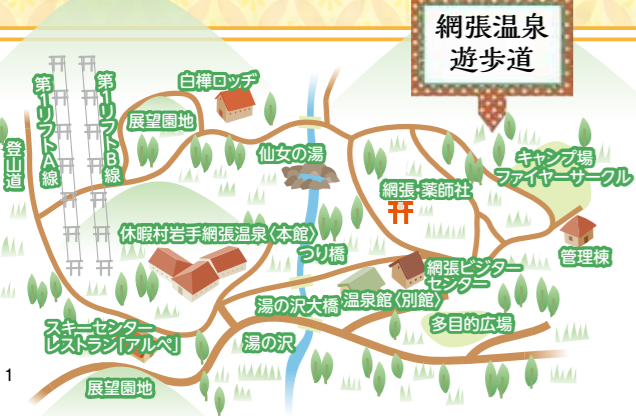 網張温泉
遊歩道
白樺ロッヂ
第1リフトA線
第1リフトB線
展望園地
登山道
仙女の湯
キャンプ場
ファイヤーサークル
網張・薬師社
休暇村岩手網張温泉〈本館〉
つり橋
管理棟
網張ビジター
センター
湯の沢大橋
温泉館〈別館〉
多目的広場
スキーセンター
レストラン「アルペ」
湯の沢
展望園地
1